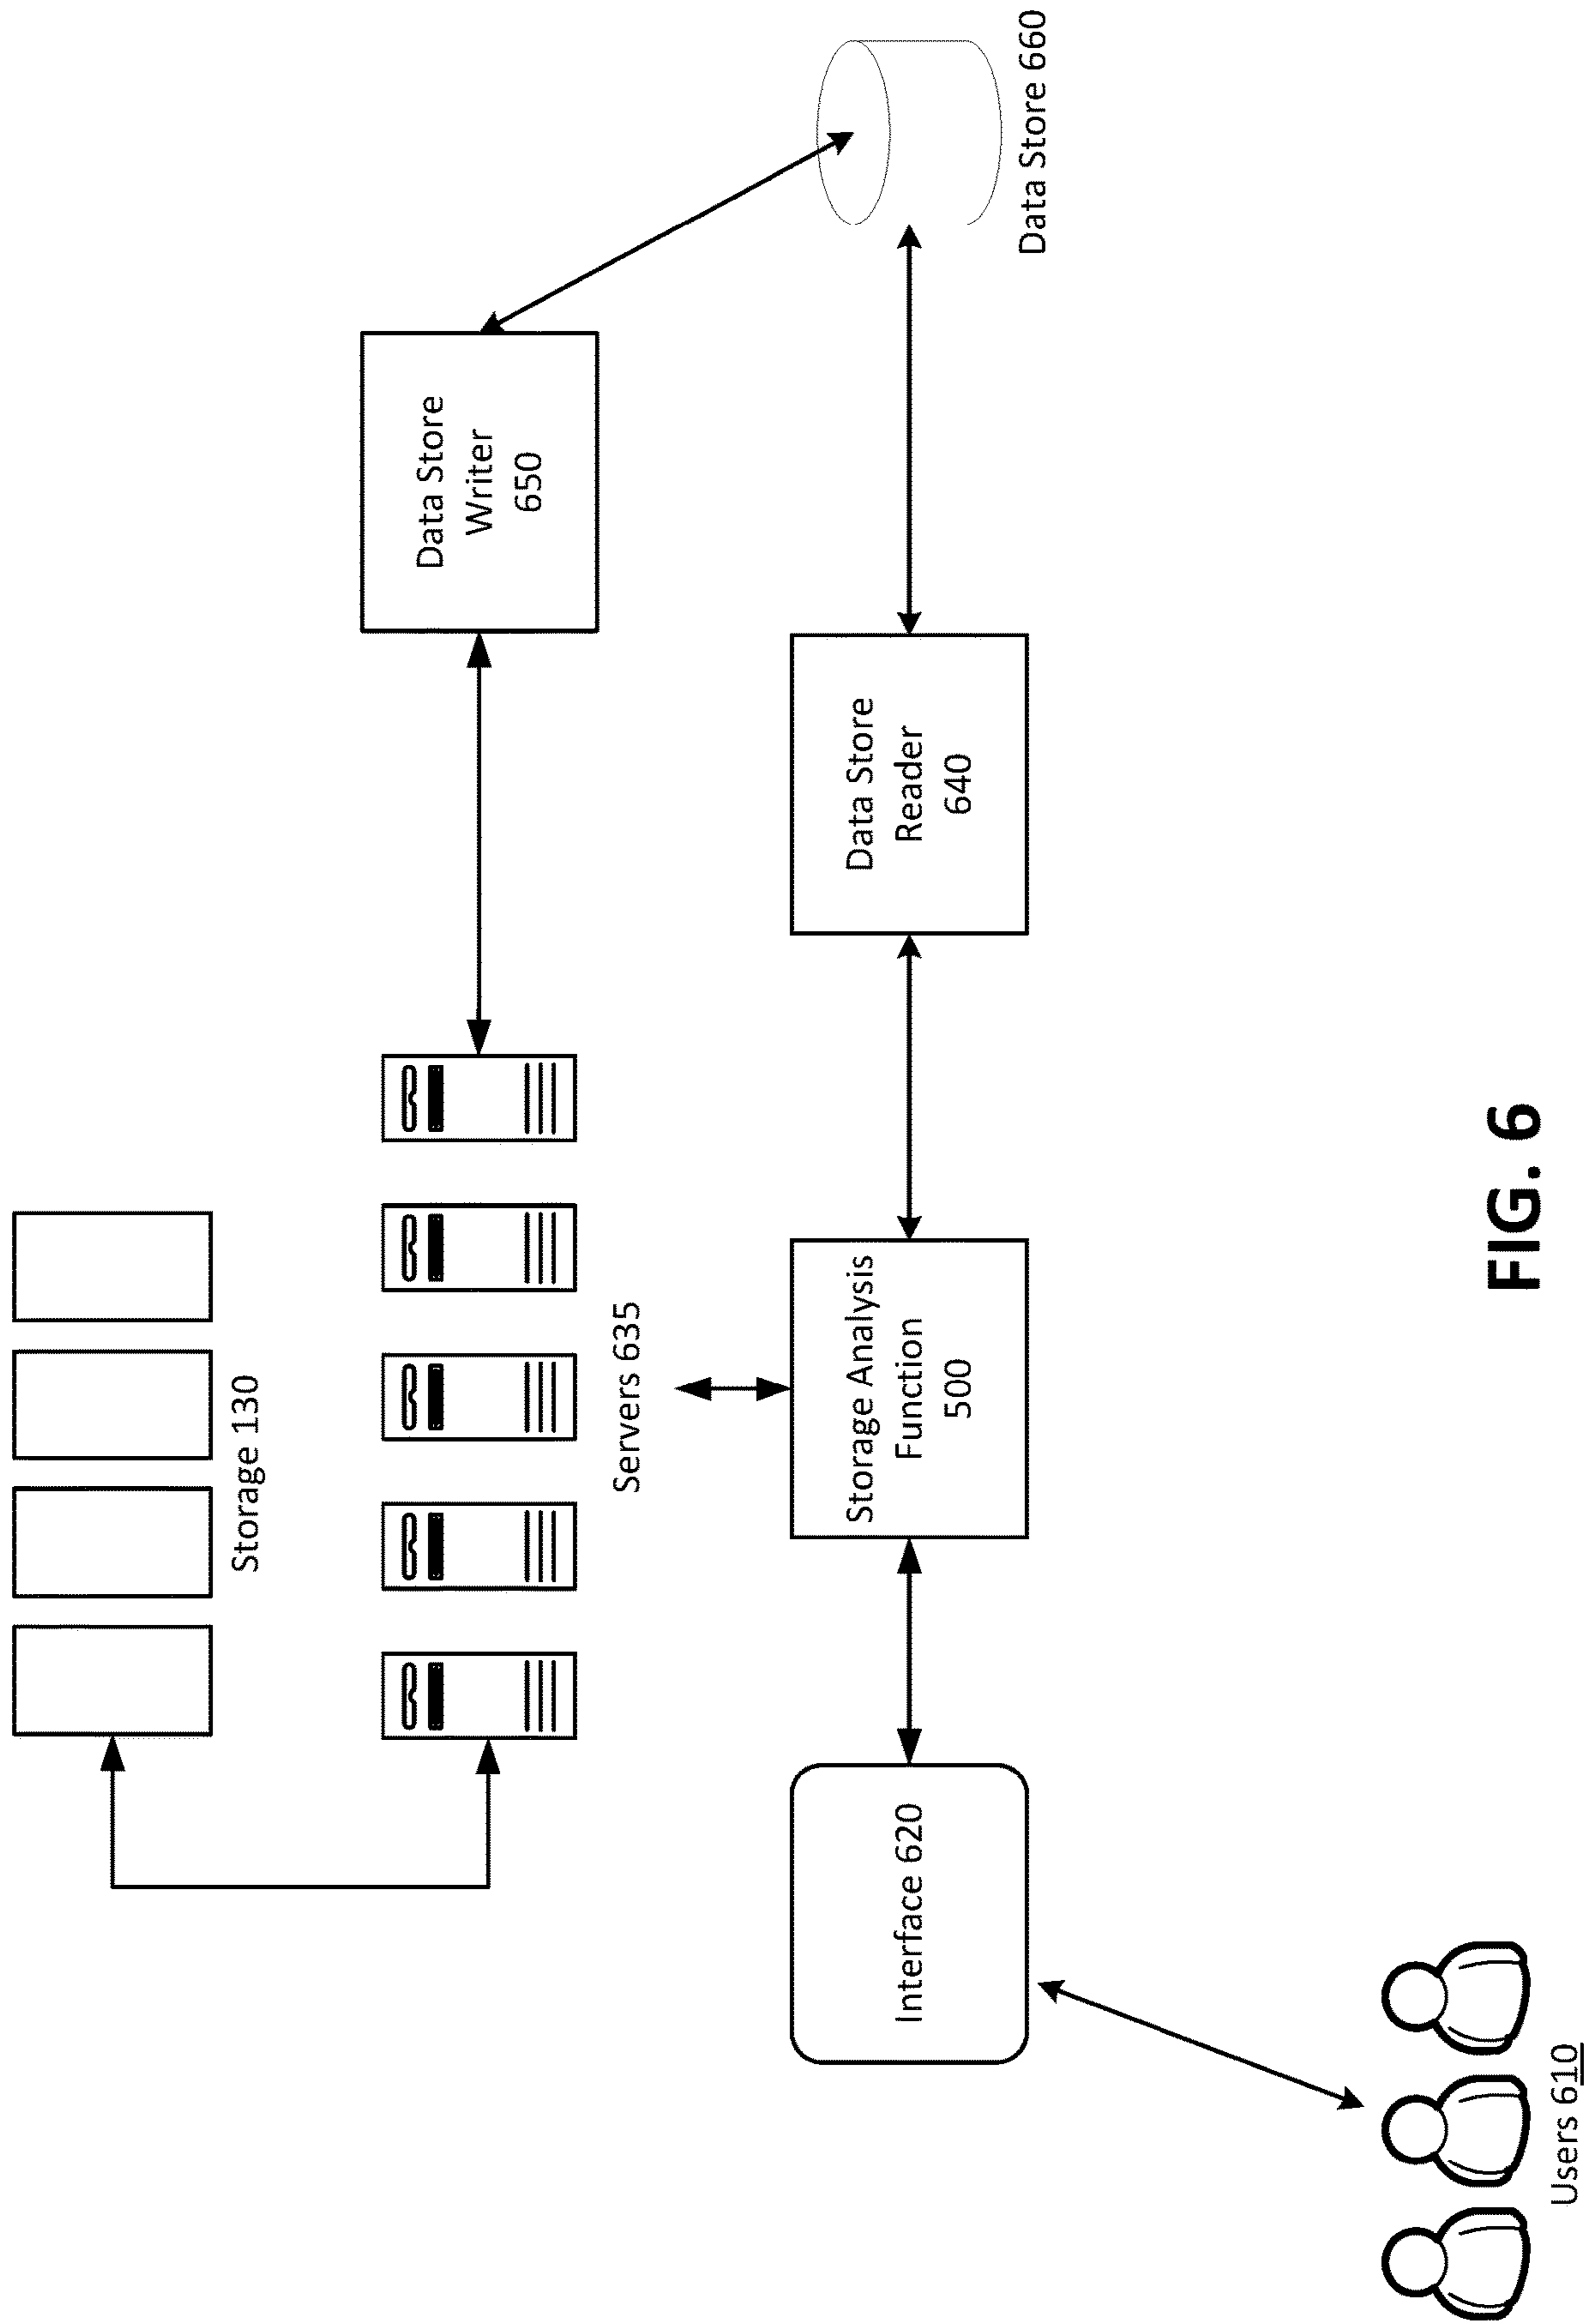 Storage 130
Servers 635
Data Store
Writer
650
Users 610
Interface 620
Storage Analysis
Function
500
Data Store
Reader
640
Data Store 660
FIG. 6